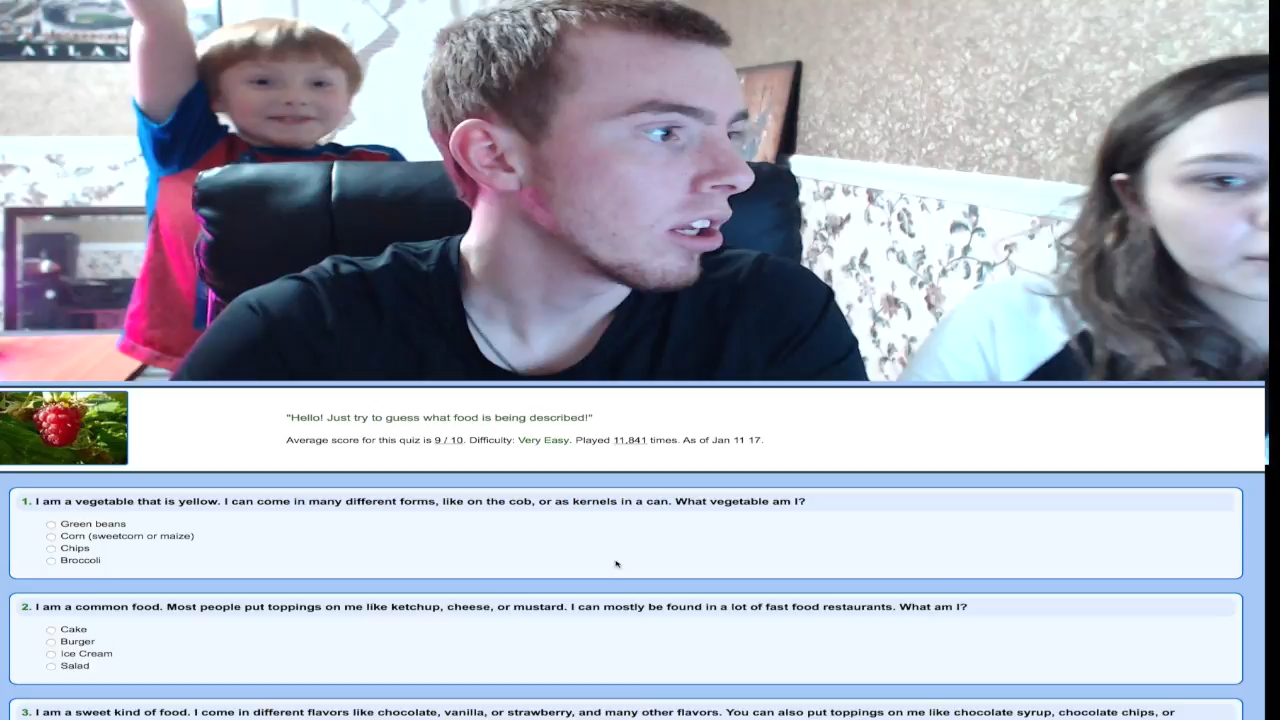 ATLAN
"Hello! Just try to guess what food is being described!"
Average score for this quiz is 9 / 10. Difficulty: Very Easy. Played 11,841 times. As of Jan 11 17.
1. I am a vegetable that is yellow. I can come in many different forms, like on the cob, or as kernels in a can. What vegetable am I?
Green beans
Corn (sweetcorn or maize)
Chips
Broccoli
2. I am a common food. Most people put toppings on me like ketchup, cheese, or mustard. I can mostly be found in a lot of fast food restaurants. What am I?
Cake
Burger
Ice Cream
Salad
3. I am a sweet kind of food. I come in different flavors like chocolate, vanilla, or strawberry, and many other flavors. You can also put toppings on me like chocolate syrup, chocolate chips, or